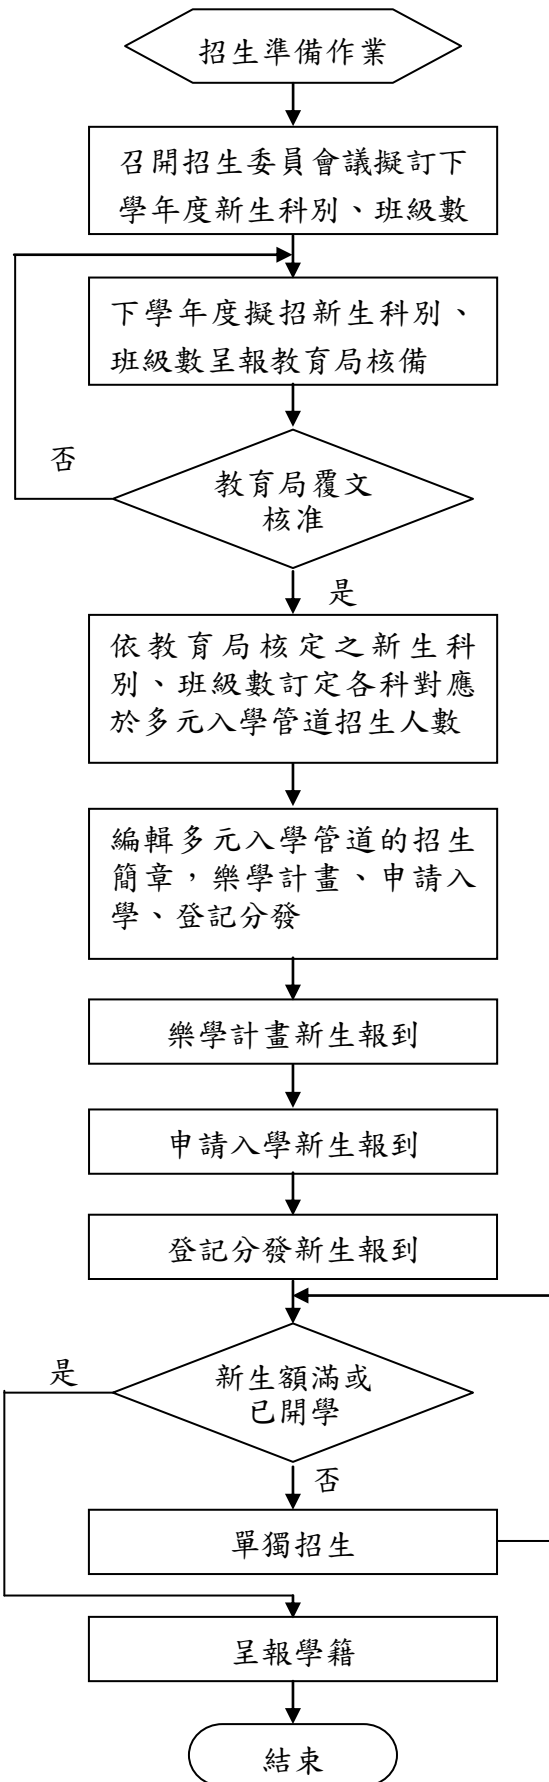 招生準備作業
召開招生委員會議擬訂下
學年度新生科別、班級數
下學年度擬招新生科別、
班級數呈報教育局核備
否
教育局覆文
核准
是
依教育局核定之新生科
別、班級數訂定各科對應
於多元入學管道招生人數
編輯多元入學管道的招生
簡章，樂學計畫、申請入
學、登記分發
樂學計畫新生報到
申請入學新生報到
登記分發新生報到
是
新生額滿或
已開學
否
單獨招生
呈報學籍
結束